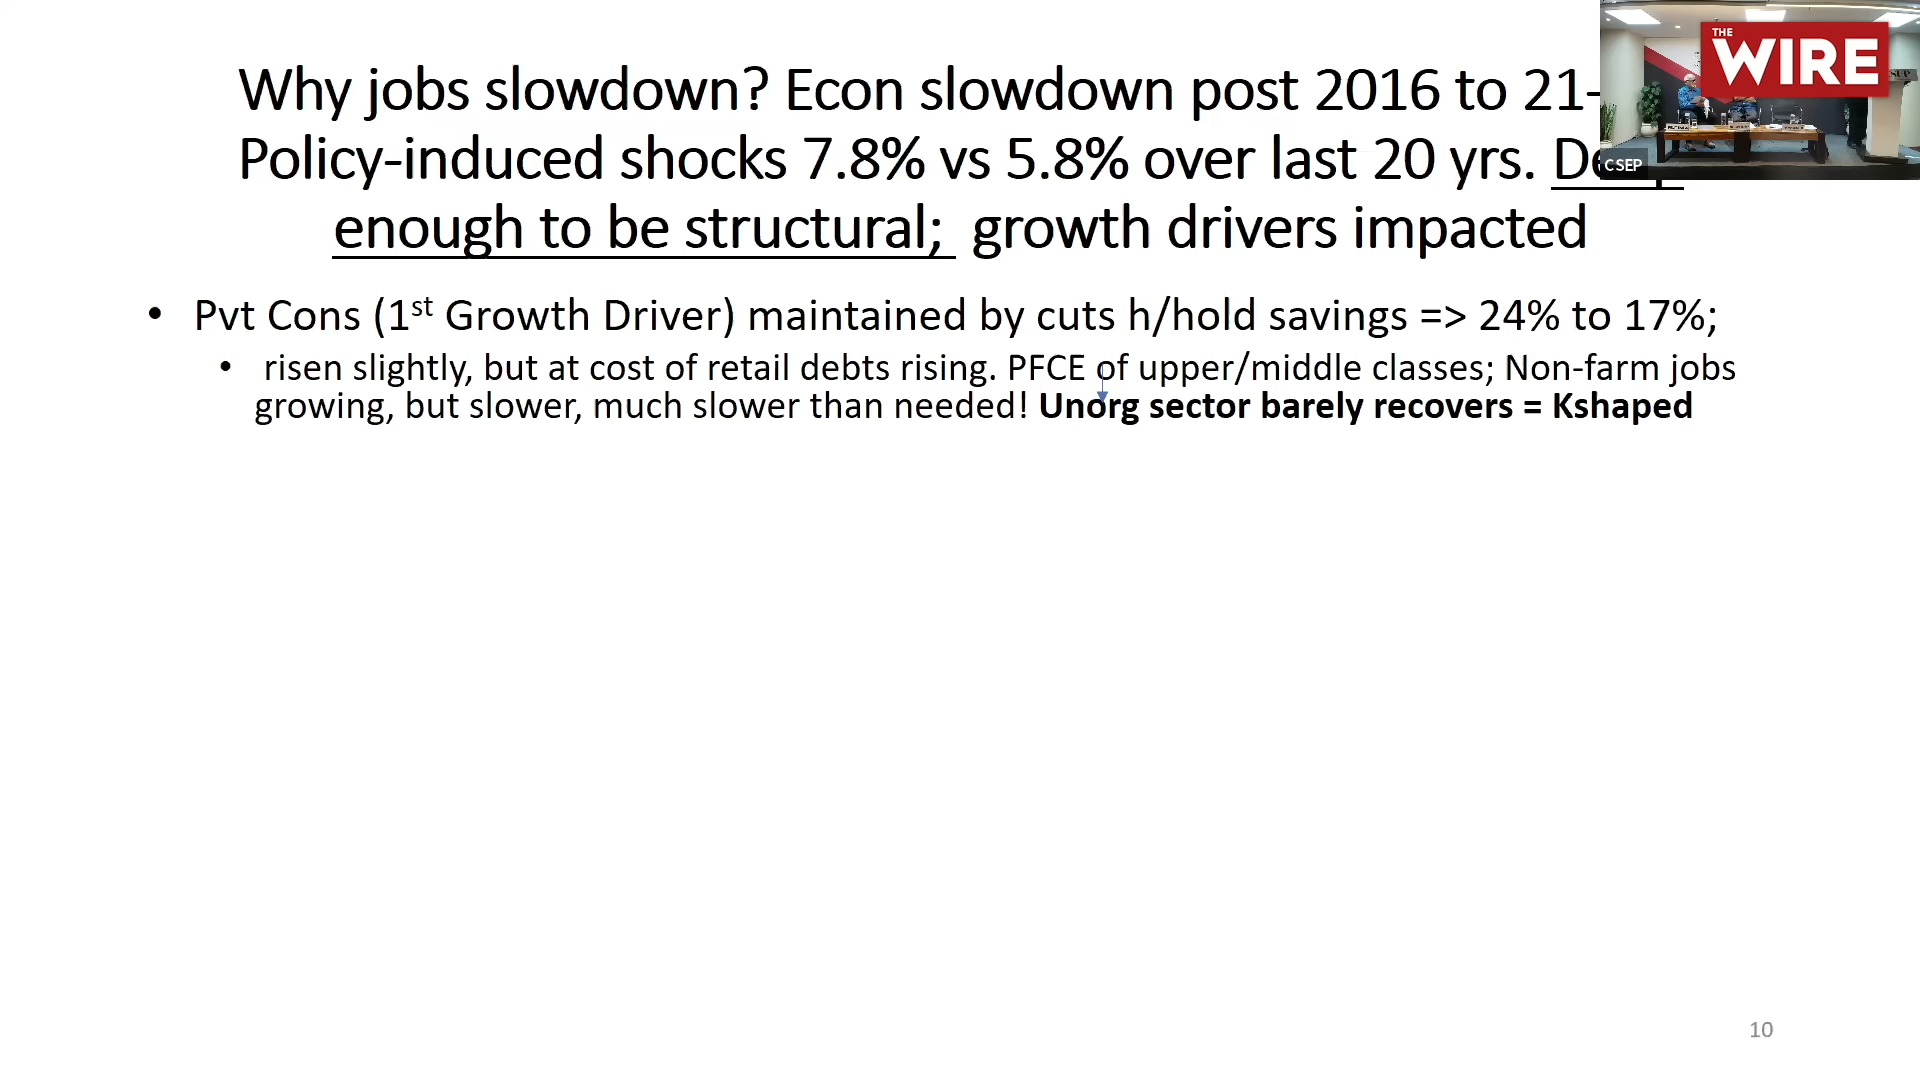 Why jobs slowdown? Econ slowdown post 2016 to 21-
Policy-induced shocks 7.8% vs 5.8% over last 20 yrs.
enough to be structural; growth drivers impacted
• Pvt Cons (1st Growth Driver) maintained by cuts h/hold savings => 24% to 17%;
• risen slightly, but at cost of retail debts rising. PFCE of upper/middle classes; Non-farm jobs
growing, but slower, much slower than needed! Unorg sector barely recovers = Kshaped
10
THE
WIRE
CSEP